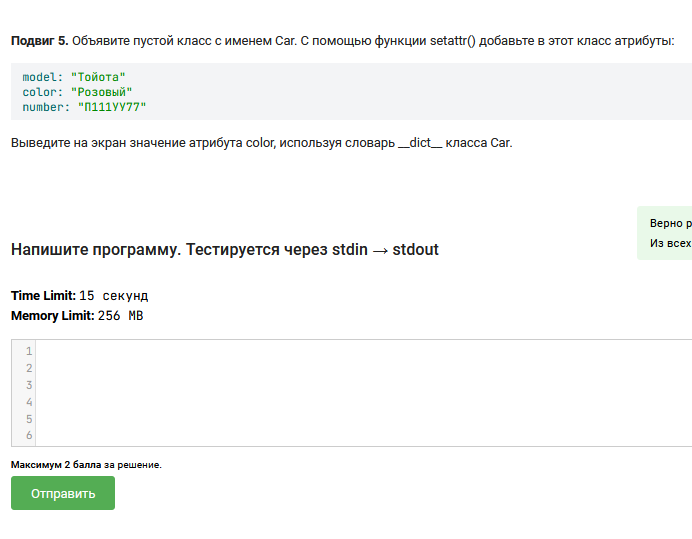 Подвиг 5. Объявите пустой класс с именем Car. С помощью функции setattr() добавьте в этот класс атрибуты:
model: "Тойота"
color: "Розовый"
number: "П111УУ77"
Выведите на экран значение атрибута color, используя словарь __dict__ класса Car.
Верно р
Из всех
Напишите программу. Тестируется через stdin → stdout
Time Limit: 15 секунд
Memory Limit: 256 MB
1
2
3
4
5
6
Максимум 2 балла за решение.
Отправить